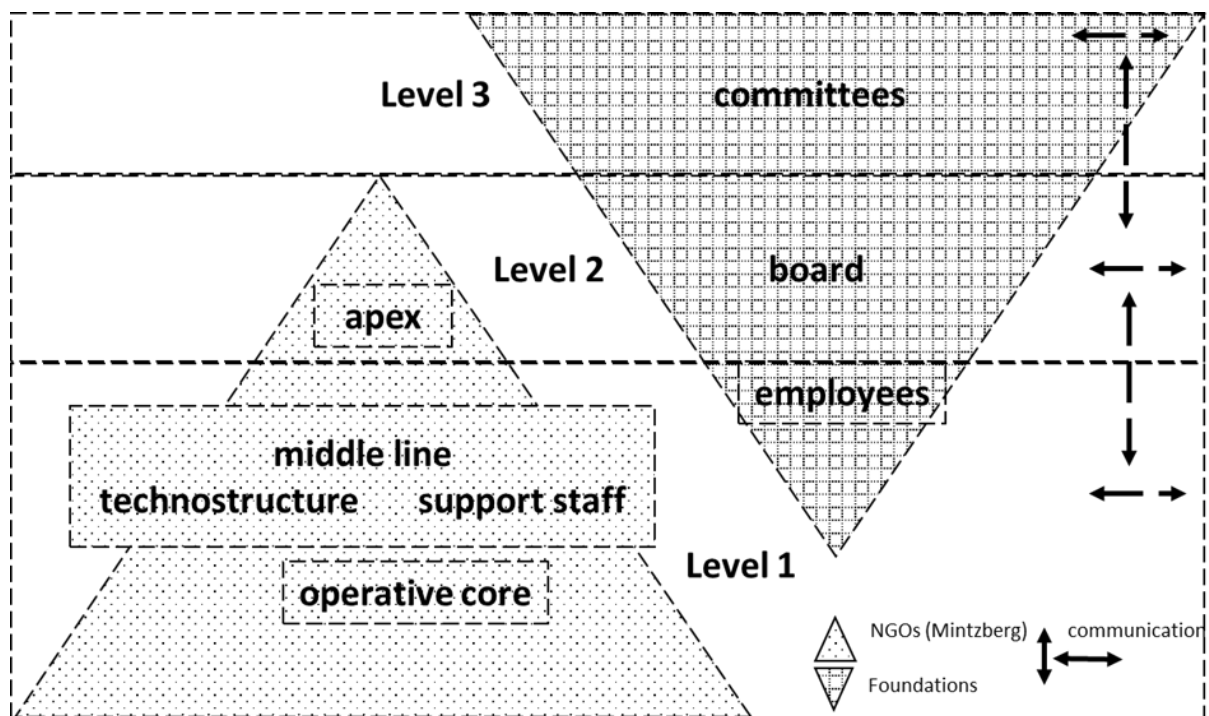 Level 3
committees
Level 2
board
apex
employees
middle line
technostructure support staff
Level 1
operative core
NGOs (Mintzberg)
communication
Foundations